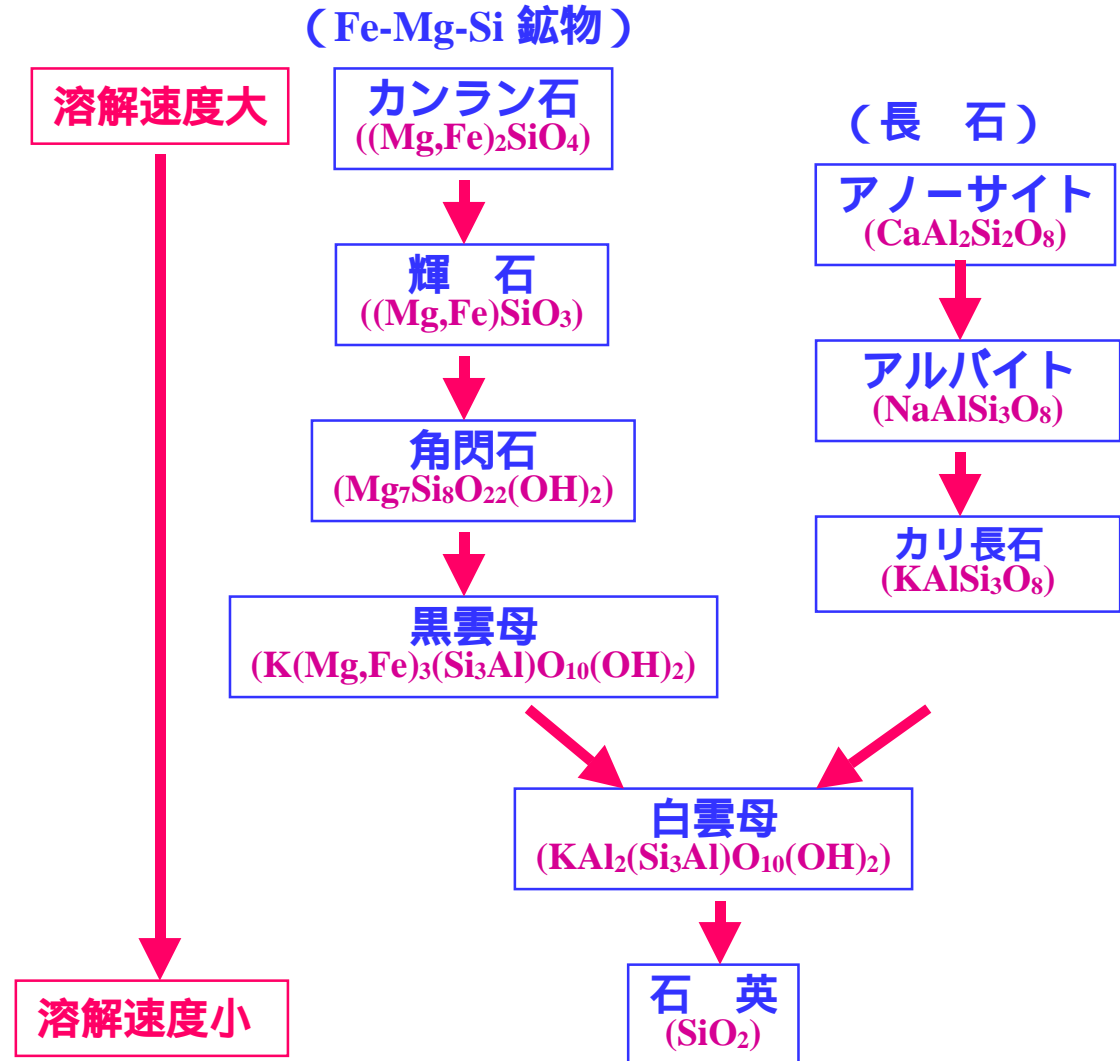 （Fe-Mg-Si 鉱物）
溶解速度大
カンラン石
((Mg,Fe)₂SiO₄)
（長　石）
アノーサイト
(CaAl₂Si₂O₈)
輝　石
((Mg,Fe)SiO₃)
アルバイト
(NaAlSi₃O₈)
角閃石
(Mg₇Si₈O₂₂(OH)₂)
カリ長石
(KAlSi₃O₈)
黒雲母
(K(Mg,Fe)₃(Si₃Al)O₁₀(OH)₂)
白雲母
(KAl₂(Si₃Al)O₁₀(OH)₂)
溶解速度小
石　英
(SiO₂)